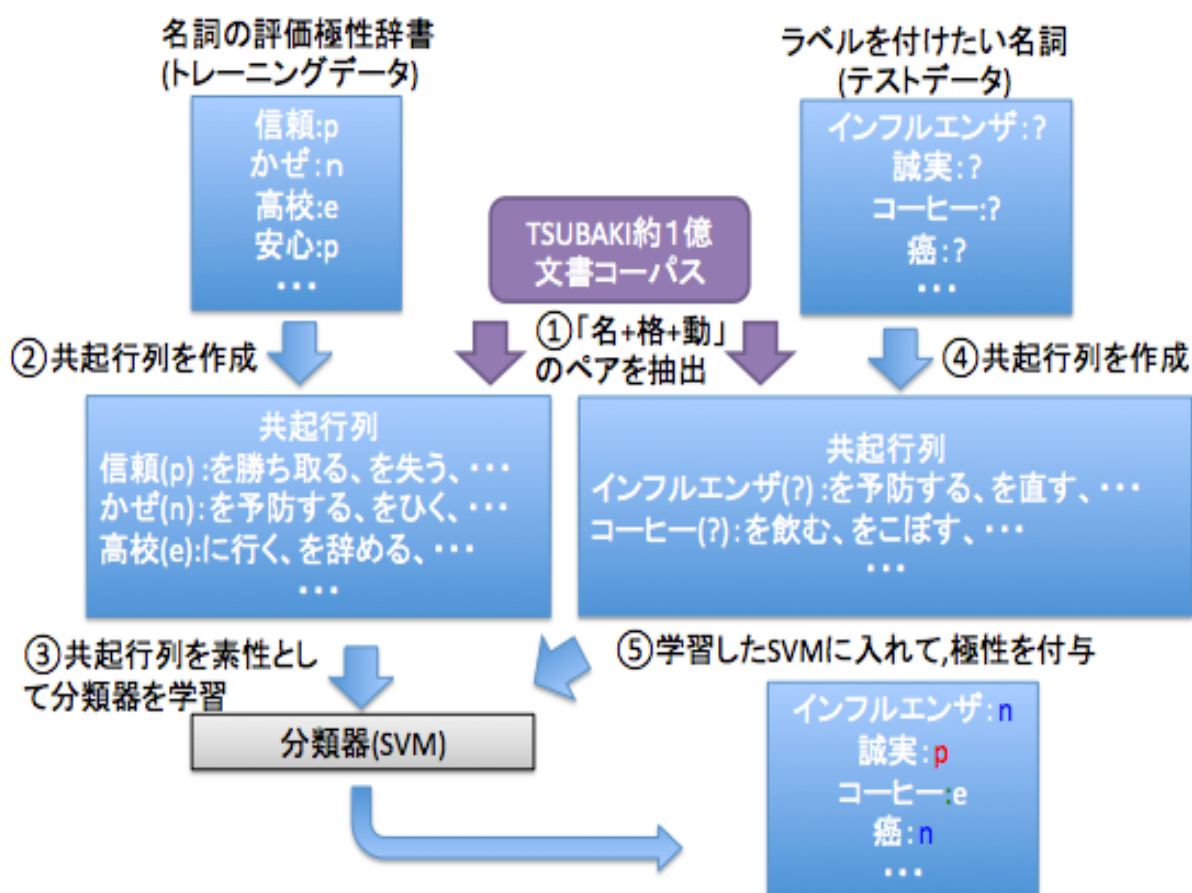 名詞の評価極性辞書
(トレーニングデータ)
信頼:p
かぜ:n
高校:e
安心:p
・・・
ラベルを付けたい名詞
(テストデータ)
インフルエンザ:?
誠実:?
コーヒー:?
癌:?
・・・
TSUBAKI約1億
文書コーパス
①「名+格+動」
のペアを抽出
②共起行列を作成
④共起行列を作成
共起行列
信頼(p):を勝ち取る、を失う、・・・
かぜ(n):を予防する、をひく、・・・
高校(e):に行く、を辞める、・・・
・・・
共起行列
インフルエンザ(?):を予防する、を直す、・・・
コーヒー(?):を飲む、をこぼす、・・・
・・・
③共起行列を素性とし
て分類器を学習
⑤学習したSVMに入れて,極性を付与
分類器(SVM)
インフルエンザ:n
誠実:p
コーヒー:e
癌:n
・・・